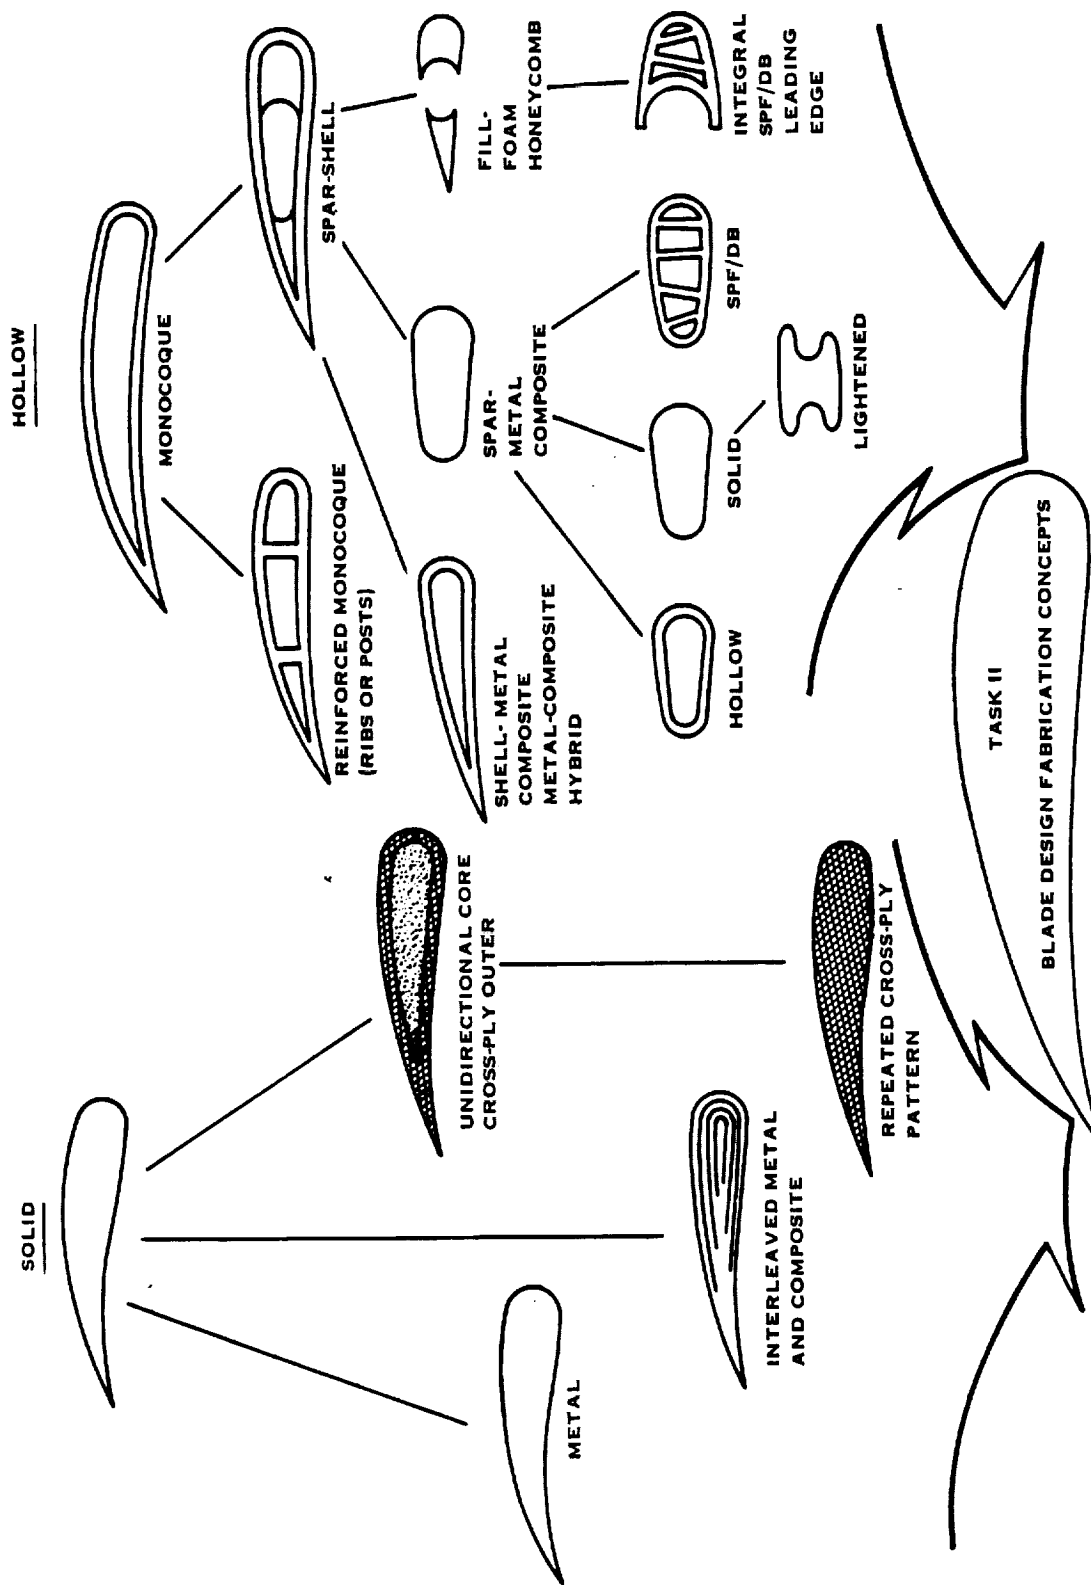 SOLID
METAL
INTERLEAVED METAL
AND COMPOSITE
UNIDIRECTIONAL CORE
CROSS-PLY OUTER
REPEATED CROSS-PLY
PATTERN
HOLLOW
MONOCOQUE
REINFORCED MONOCOQUE
(RIBS OR POSTS)
SPAR-SHELL
SHELL-METAL
COMPOSITE
METAL-COMPOSITE
HYBRID
SPAR-
METAL
COMPOSITE
FILL-
FOAM
HONEYCOMB
HOLLOW
SOLID
SPF/DB
INTEGRAL
SPF/DB
LEADING
EDGE
LIGHTENED
TASK II
BLADE DESIGN FABRICATION CONCEPTS